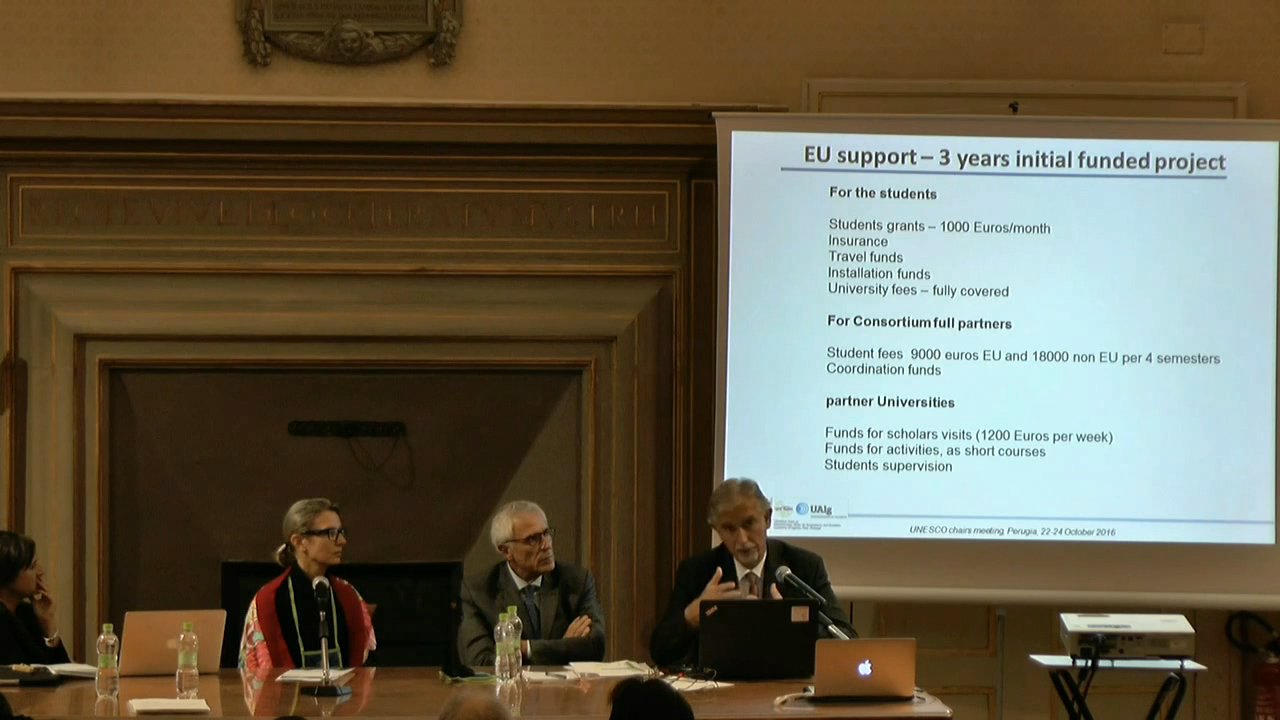 EU support – 3 years initial funded project
For the students
Students grants – 1000 Euros/month
Insurance
Travel funds
Installation funds
University fees – fully covered
For Consortium full partners
Student fees 9000 euros EU and 18000 non EU per 4 semesters
Coordination funds
partner Universities
Funds for scholars visits (1200 Euros per week)
Funds for activities, as short courses
Students supervision
UAlg
UNESCO chairs meeting, Perugia, 22-24 October 2016